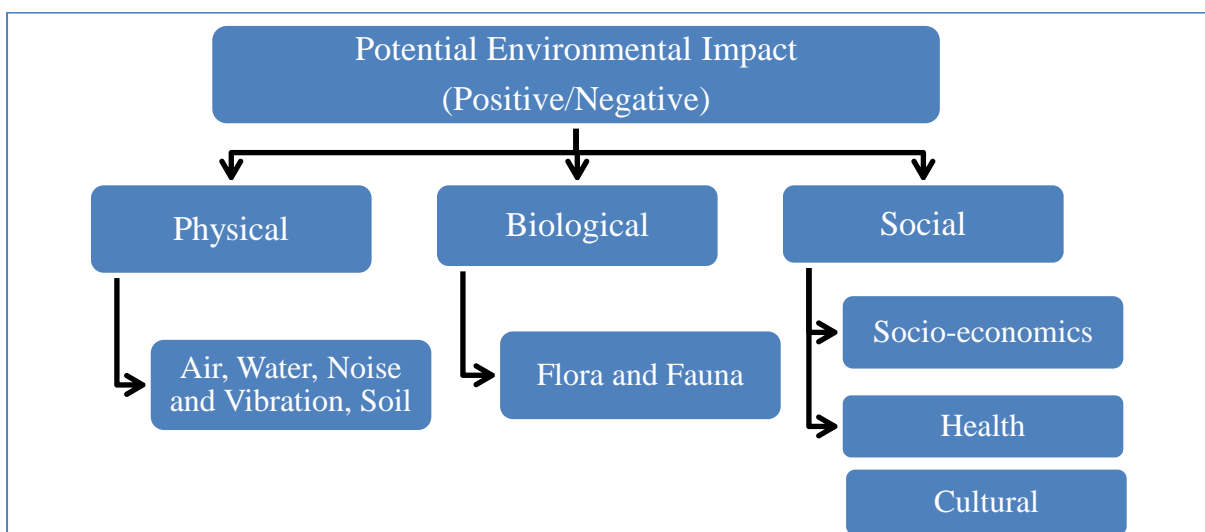 Potential Environmental Impact
(Positive/Negative)
Physical
Biological
Social
Air, Water, Noise
and Vibration, Soil
Flora and Fauna
Socio-economics
Health
Cultural